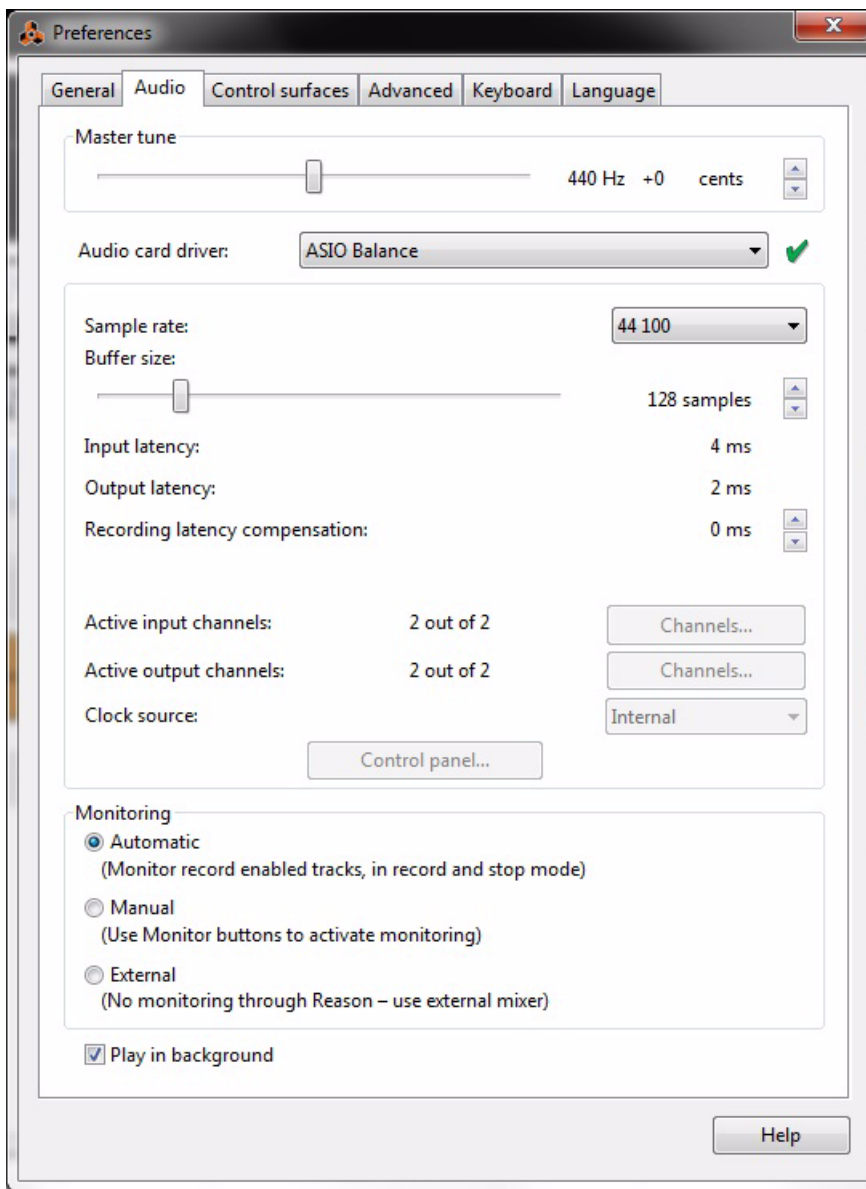 Preferences
General Audio Control surfaces Advanced Keyboard Language
Master tune
440 Hz +0 cents
Audio card driver: ASIO Balance
Sample rate: 44 100
Buffer size:
128 samples
Input latency: 4 ms
Output latency: 2 ms
Recording latency compensation: 0 ms
Active input channels: 2 out of 2 Channels...
Active output channels: 2 out of 2 Channels...
Clock source: Internal
Control panel...
Monitoring
Automatic
(Monitor record enabled tracks, in record and stop mode)
Manual
(Use Monitor buttons to activate monitoring)
External
(No monitoring through Reason – use external mixer)
Play in background
Help